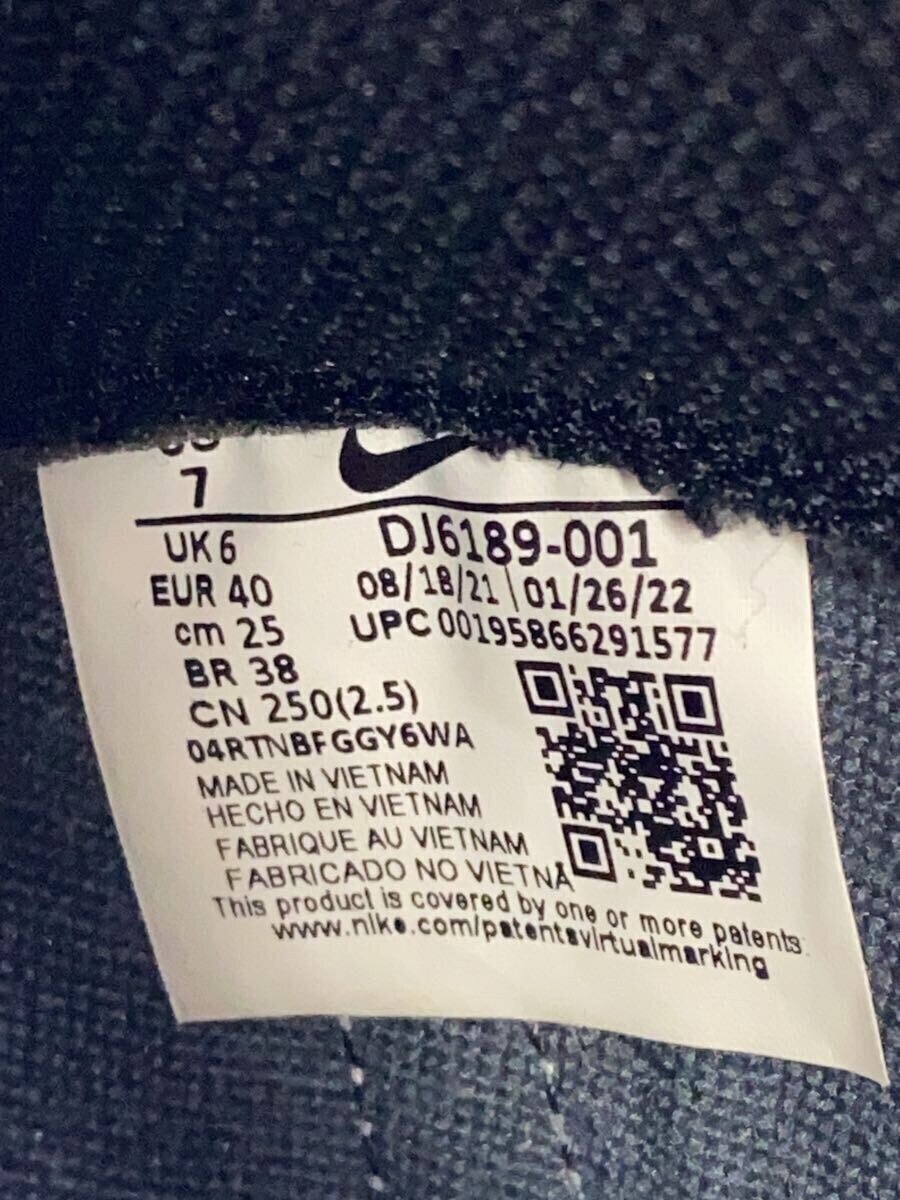 7
UK 6
EUR 40
cm 25
BR 38
CN 250(2.5)
DJ6189-001
08/18/21\01/26/22
UPC 00195866291577
04RTNBFGGY6WA
MADE IN VIETNAM
HECHO EN VIETNAM
FABRIQUE AU VIETNAM
FABRICADO NO VIETNÃ
This product is covered by one or more patents
www.nike.com/patentsvirtualmarking